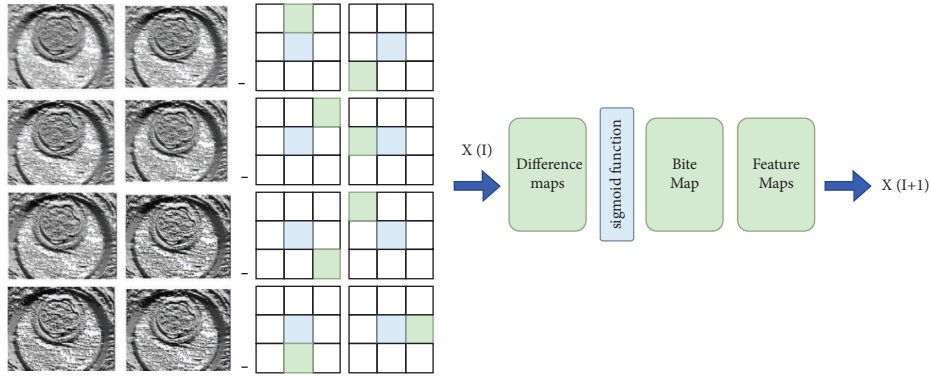 X (I)
Difference
maps
sigmoid function
Bite
Map
Feature
Maps
X (I+1)